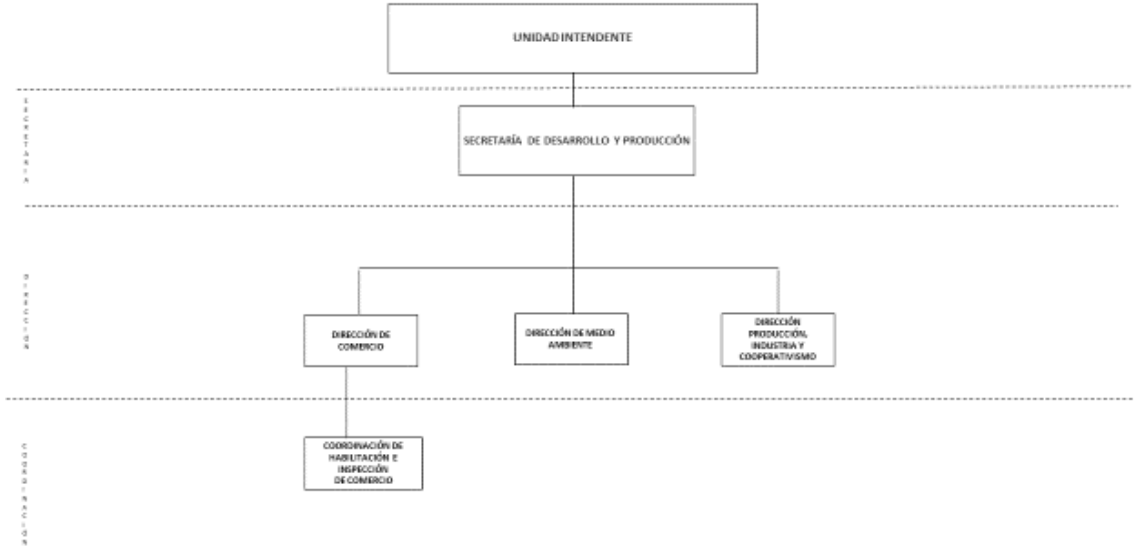 UNIDAD INTENDENTE
SECRETARIA
SECRETARÍA DE DESARROLLO Y PRODUCCIÓN
DIRECCIÓN
DIRECCIÓN DE
COMERCIO
DIRECCIÓN DE MEDIO
AMBIENTE
DIRECCIÓN
PRODUCCIÓN,
INDUSTRIA Y
COOPERATIVISMO
COORDINACIÓN
COORDINACIÓN DE
HABILITACIÓN E
INSPECCIÓN
DE COMERCIO